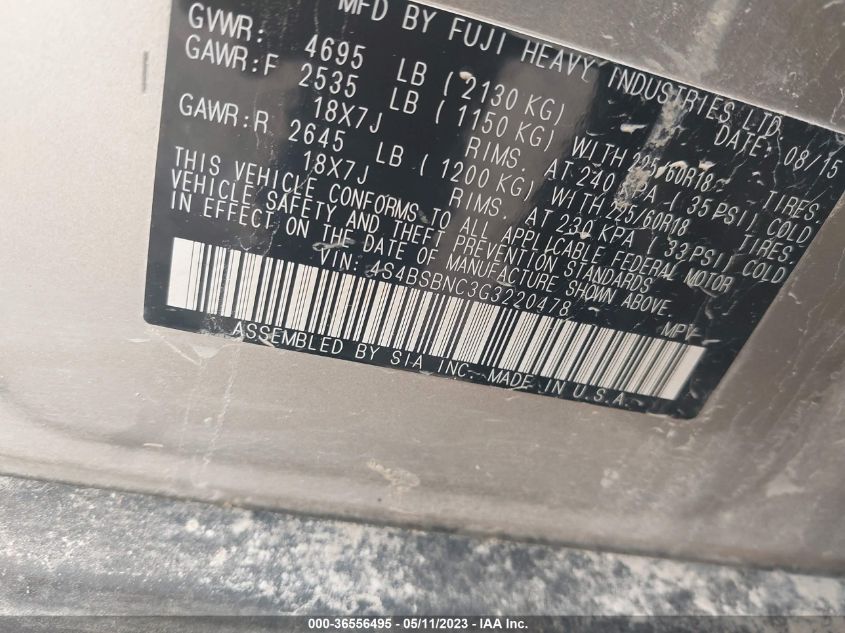 MFD BY FUJI HEAVY INDUSTRIES LTD.
DATE: 08/15
GVWR: 4695 LB ( 2130 KG)
GAWR:F 2535 LB ( 1150 KG) WITH 225/60R18 TIRES.
18X7J RIMS. AT 240 KPA ( 35PSI) COLD
GAWR:R 2645 LB ( 1200 KG) WITH 225/60R18 TIRES.
18X7J RIMS. AT 230 KPA ( 33PSI) COLD
THIS VEHICLE CONFORMS TO ALL APPLICABLE FEDERAL MOTOR
VEHICLE SAFETY AND THEFT PREVENTION STANDARDS
IN EFFECT ON THE DATE OF MANUFACTURE SHOWN ABOVE.
VIN: 4S4BSBNC3G3220478 MPV
ASSEMBLED BY SIA INC. MADE IN U.S.A.
000-36556495 - 05/11/2023 - IAA Inc.